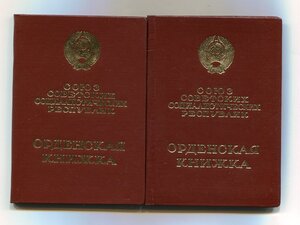 СОЮЗ
СОВЕТСКИХ
СОЦИАЛИСТИЧЕСКИХ
РЕСПУБЛИК
ОРДЕНСКАЯ
КНИЖКА
СОЮЗ
СОВЕТСКИХ
СОЦИАЛИСТИЧЕСКИХ
РЕСПУБЛИК
ОРДЕНСКАЯ
КНИЖКА